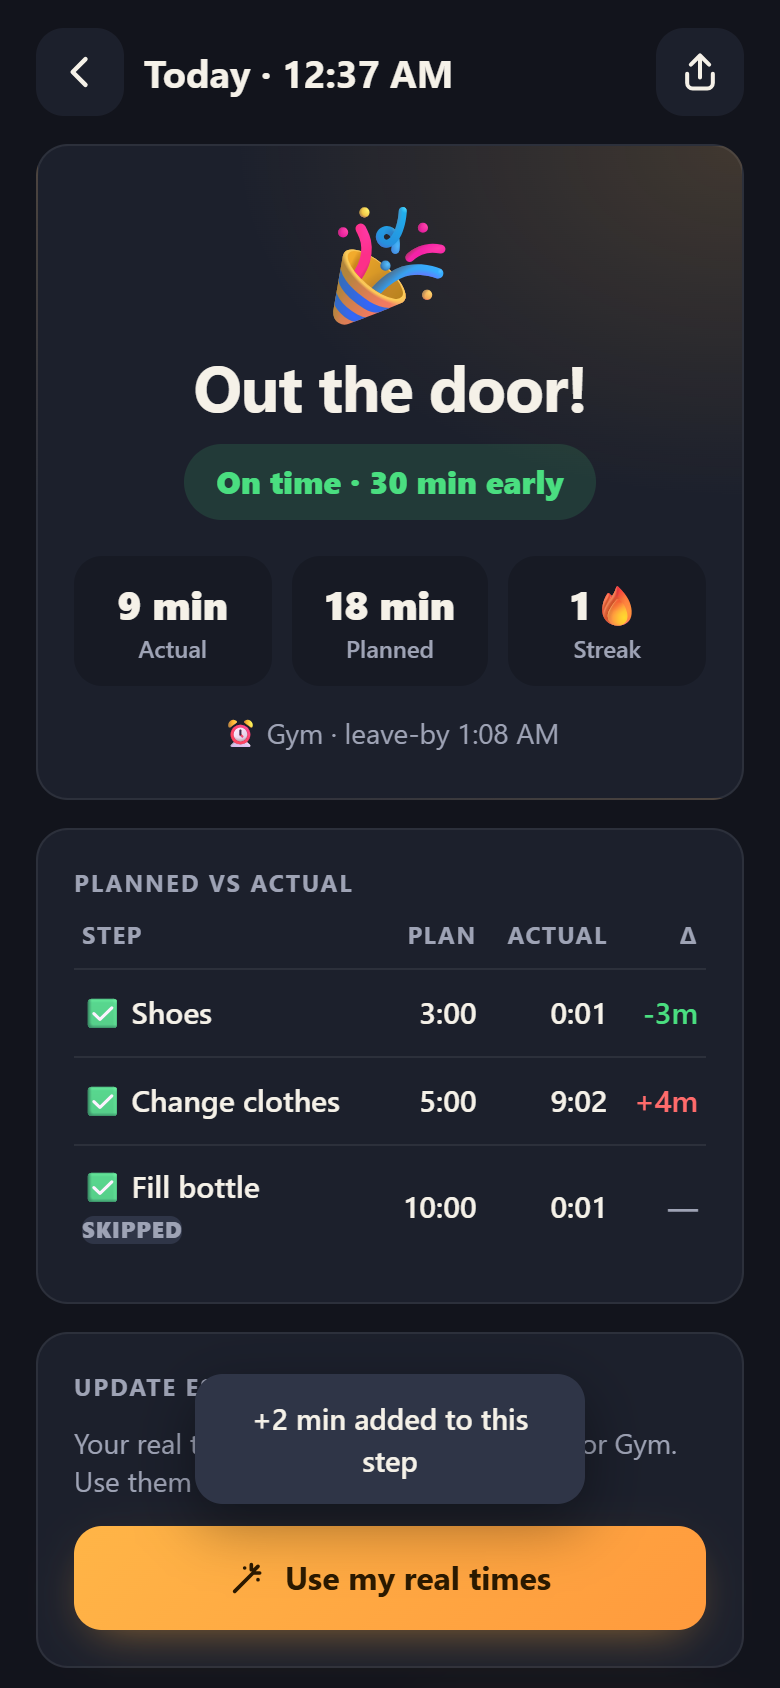 Today · 12:37 AM
Out the door!
On time · 30 min early
9 min
Actual
18 min
Planned
1
Streak
Gym · leave-by 1:08 AM
PLANNED VS ACTUAL
STEP PLAN ACTUAL Δ
Shoes 3:00 0:01 -3m
Change clothes 5:00 9:02 +4m
Fill bottle
SKIPPED
10:00 0:01 —
UPDATE
Your real
or Gym.
Use them
+2 min added to this
step
Use my real times